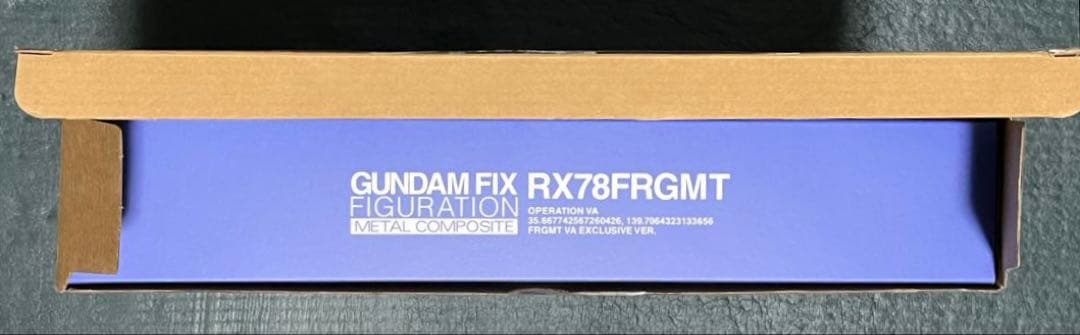 GUNDAM FIX
FIGURATION
METAL COMPOSITE
RX78FRGMT
OPERATION VA
35.667742567260426, 139.7064323133656
FRGMT VA EXCLUSIVE VER.